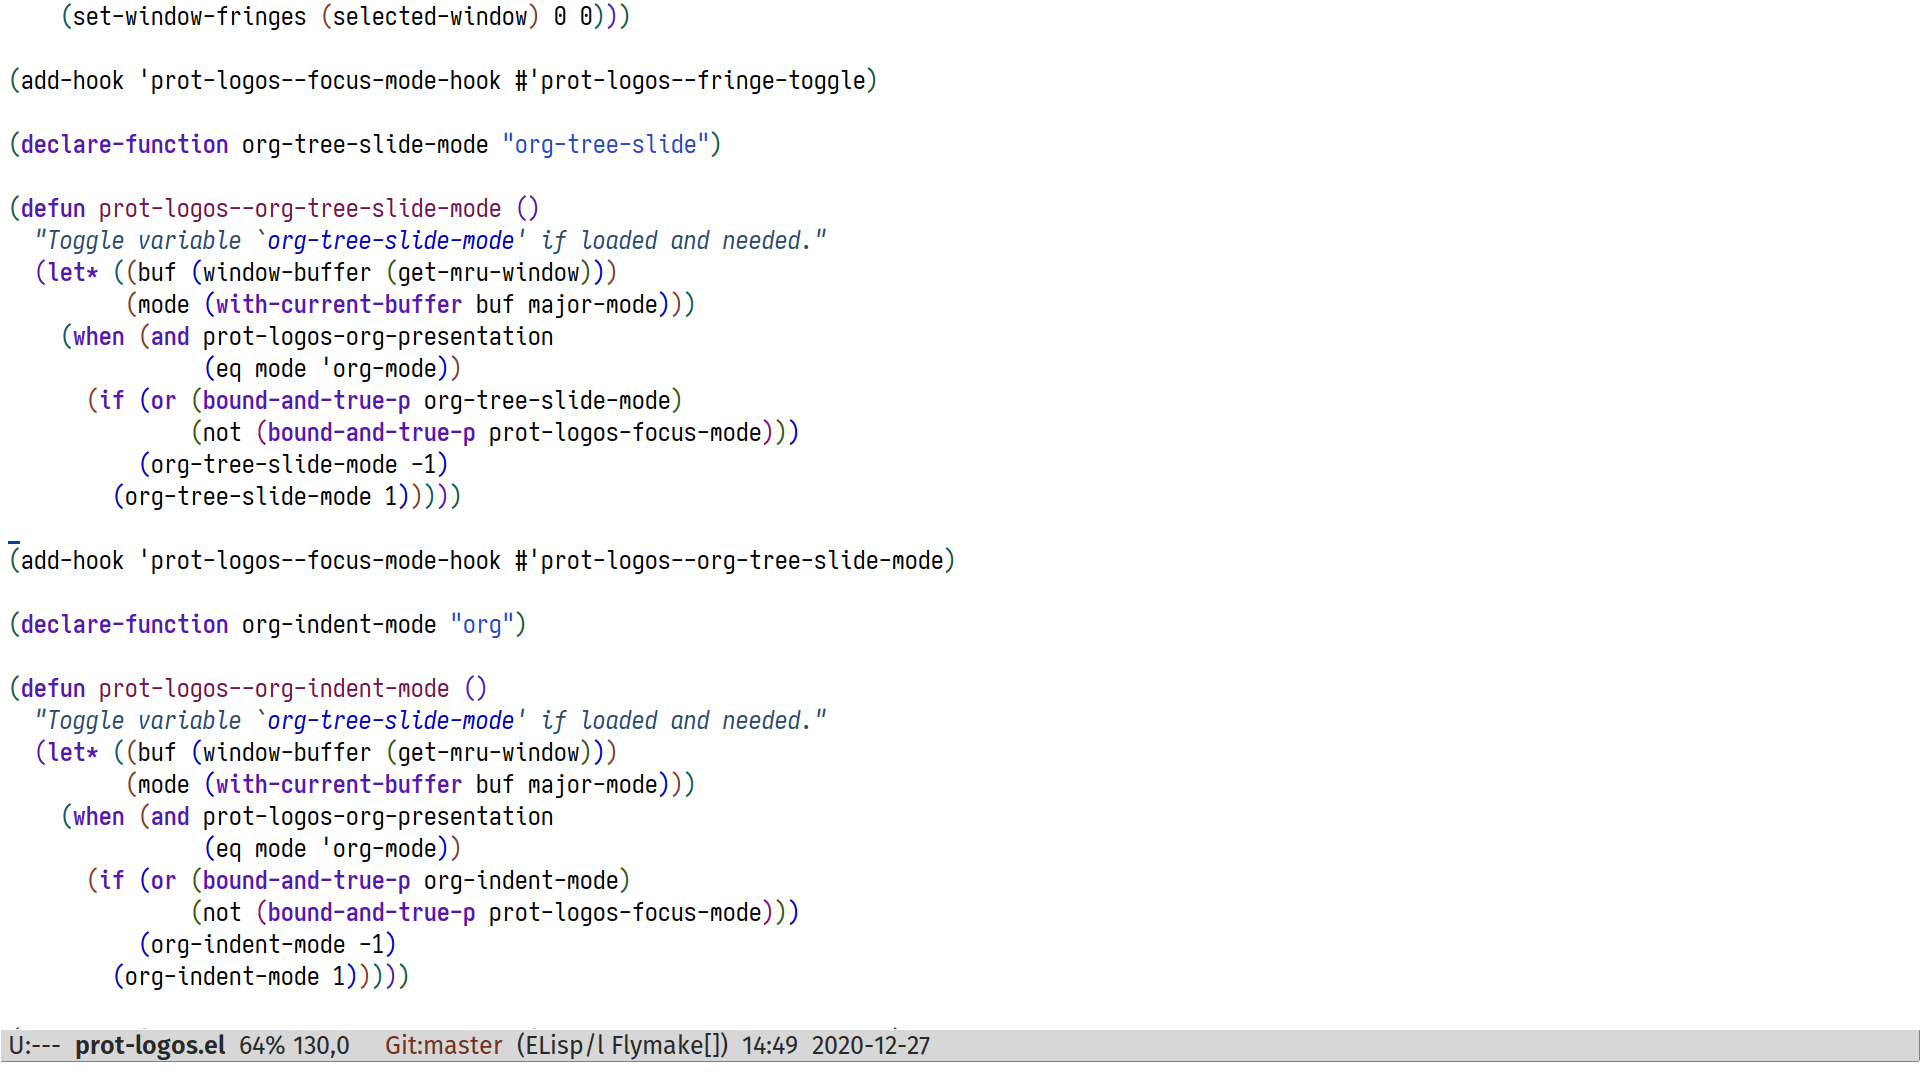 (set-window-fringes (selected-window) 0 0)))

(add-hook 'prot-logos--focus-mode-hook #'prot-logos--fringe-toggle)

(declare-function org-tree-slide-mode "org-tree-slide")

(defun prot-logos--org-tree-slide-mode ()
  "Toggle variable `org-tree-slide-mode' if loaded and needed."
  (let* ((buf (window-buffer (get-mru-window)))
         (mode (with-current-buffer buf major-mode)))
    (when (and prot-logos-org-presentation
               (eq mode 'org-mode))
      (if (or (bound-and-true-p org-tree-slide-mode)
              (not (bound-and-true-p prot-logos-focus-mode)))
          (org-tree-slide-mode -1)
        (org-tree-slide-mode 1)))))

(add-hook 'prot-logos--focus-mode-hook #'prot-logos--org-tree-slide-mode)

(declare-function org-indent-mode "org")

(defun prot-logos--org-indent-mode ()
  "Toggle variable `org-tree-slide-mode' if loaded and needed."
  (let* ((buf (window-buffer (get-mru-window)))
         (mode (with-current-buffer buf major-mode)))
    (when (and prot-logos-org-presentation
               (eq mode 'org-mode))
      (if (or (bound-and-true-p org-indent-mode)
              (not (bound-and-true-p prot-logos-focus-mode)))
          (org-indent-mode -1)
        (org-indent-mode 1)))))

U:---  prot-logos.el  64% 130,0   Git:master  (ELisp/l Flymake[])  14:49  2020-12-27